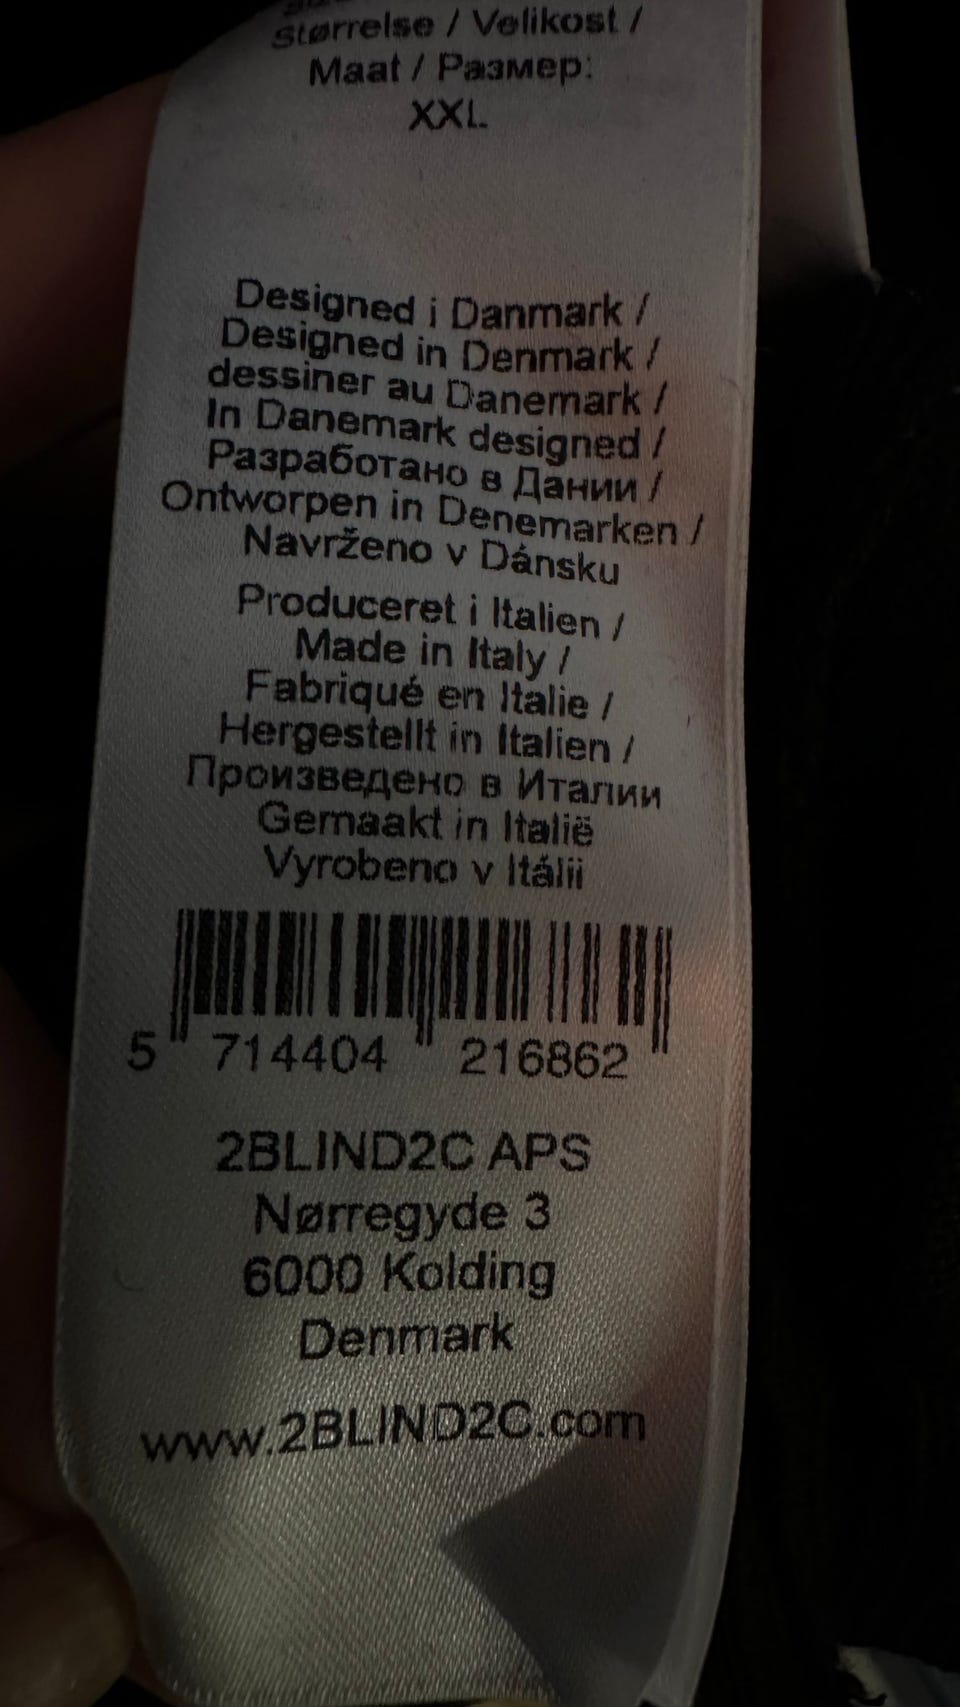 Størrelse / Velikost /
Maat / Размер:
XXL
Designed i Danmark /
Designed in Denmark /
dessiner au Danemark /
In Danemark designed /
Разработано в Дании /
Ontworpen in Denemarken /
Navrženo v Dánsku
Produceret i Italien /
Made in Italy /
Fabriqué en Italie /
Hergestellt in Italien /
Произведено в Италии
Gemaakt in Italië
Vyrobeno v Itálii
5 714404 216862
2BLIND2C APS
Nørregyde 3
6000 Kolding
Denmark
www.2BLIND2C.com